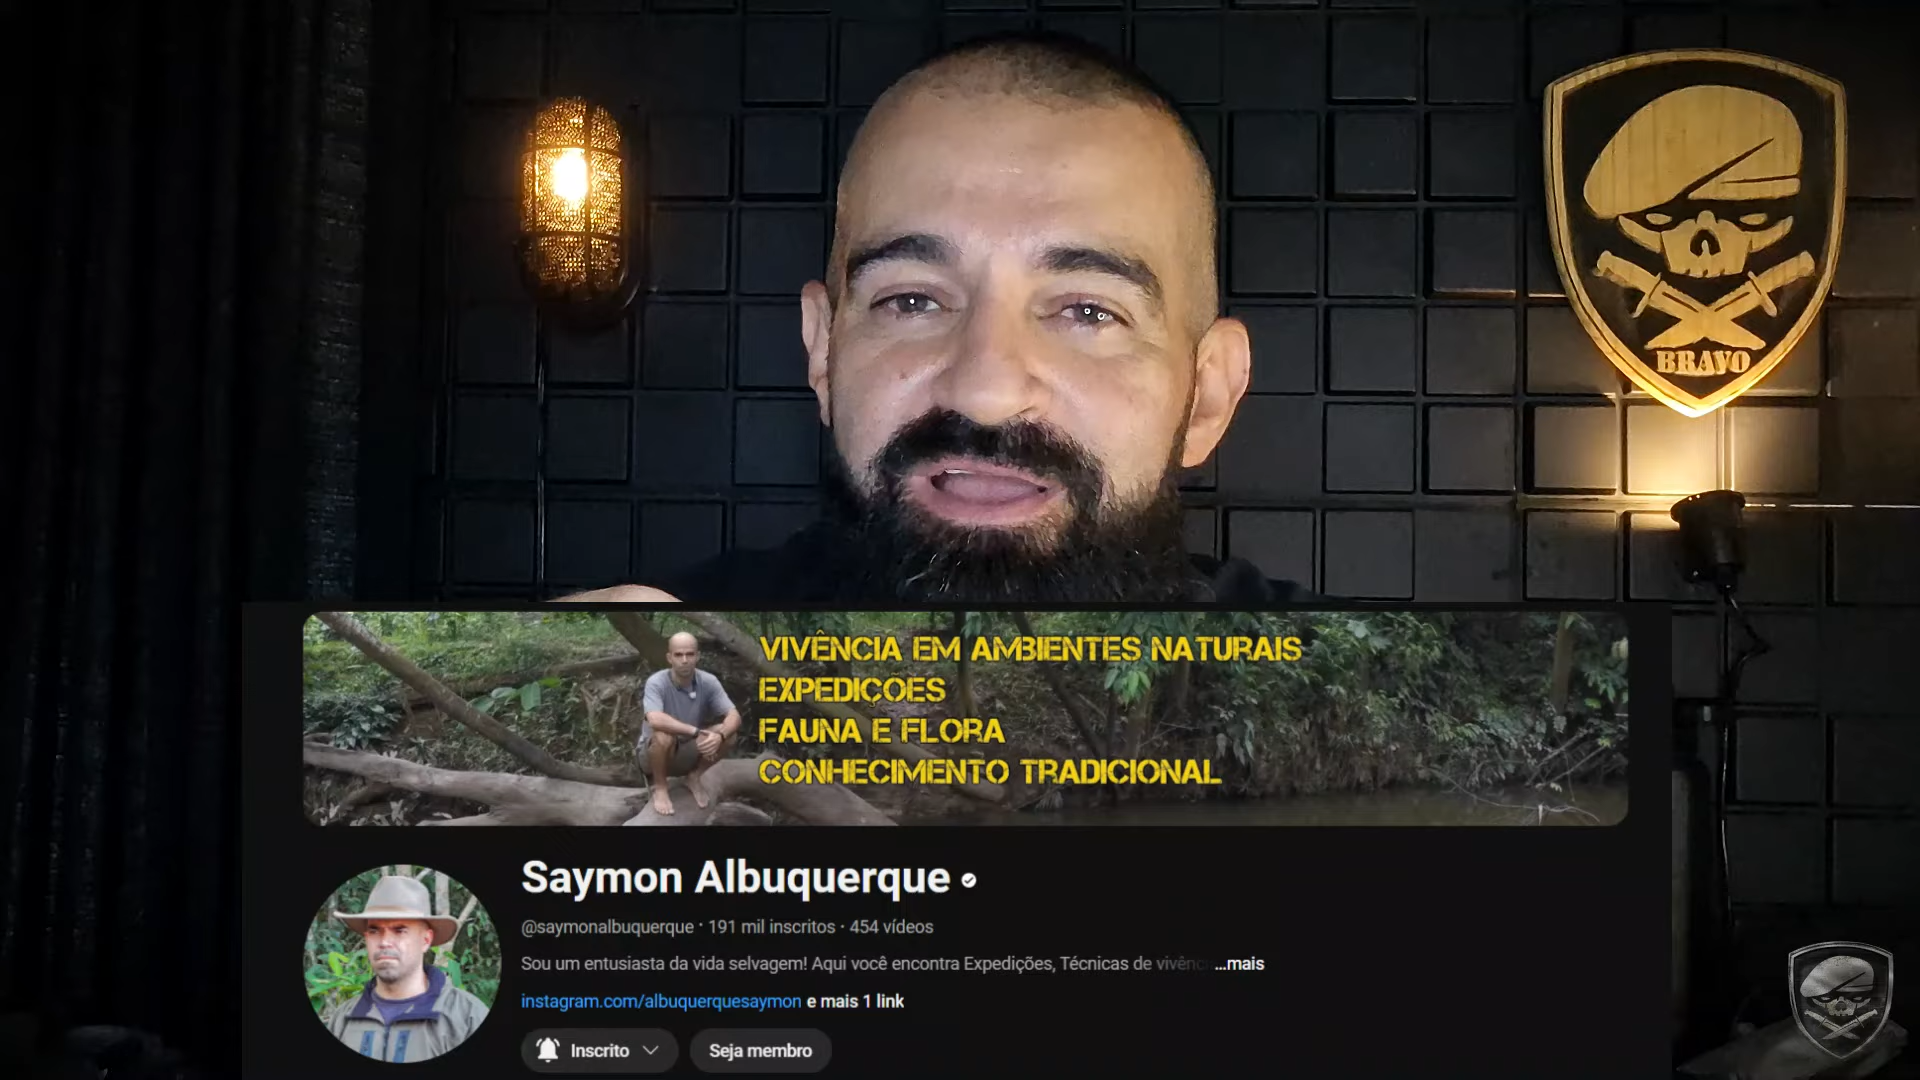 BRAVO
VIVÊNCIA EM AMBIENTES NATURAIS
EXPEDIÇOES
FAUNA E FLORA
CONHECIMENTO TRADICIONAL
Saymon Albuquerque
@saymonalbuquerque · 191 mil inscritos · 454 vídeos
Sou um entusiasta da vida selvagem! Aqui você encontra Expedições, Técnicas de ...mais
instagram.com/albuquerquesaymon e mais 1 link
Inscrito
Seja membro